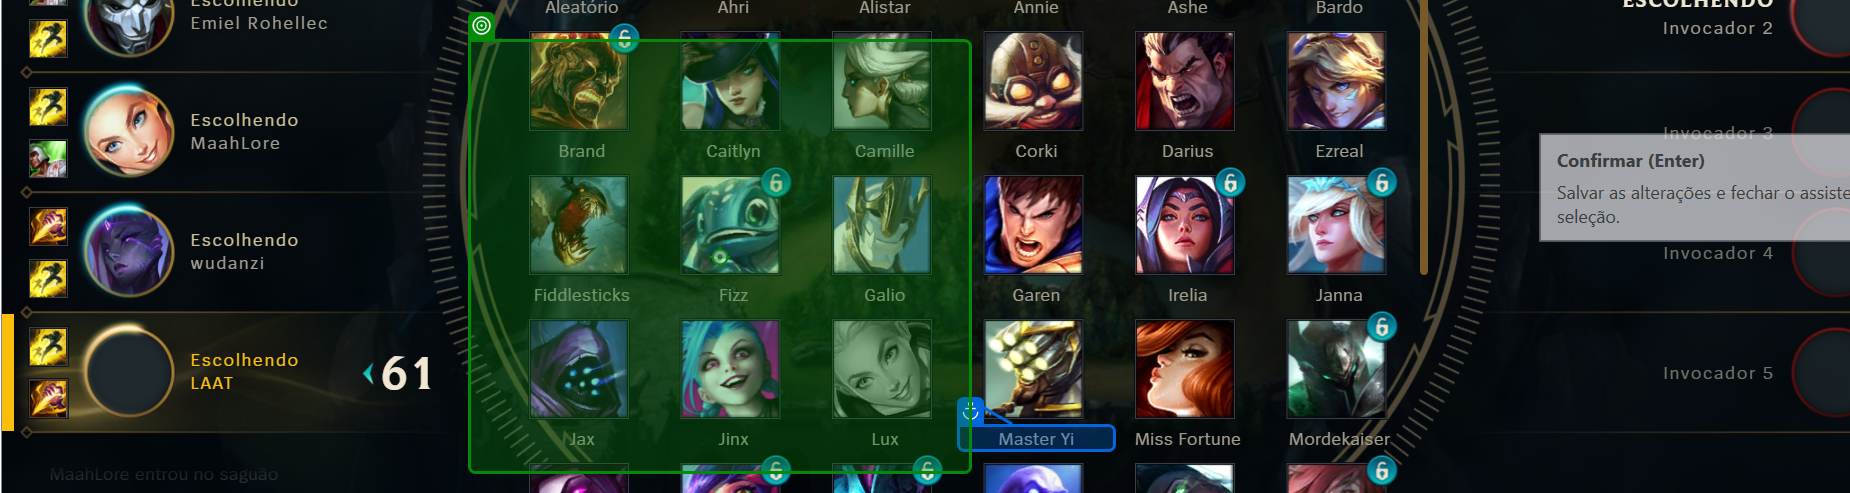 Escolhendo
Emiel Rohellec
Escolhendo
MaahLore
Escolhendo
wudanzi
Escolhendo
LAAT
61
MaahLore entrou no saguão
Aleatório Ahri Alistar Annie Ashe Bardo
Brand Caitlyn Camille Corki Darius Ezreal
Fiddlesticks Fizz Galio Garen Irelia Janna
Jax Jinx Lux Master Yi Miss Fortune Mordekaiser
ESCOLHENDO
Invocador 2
Invocador 3
Confirmar (Enter)
Salvar as alterações e fechar o assiste
seleção.
Invocador 4
Invocador 5